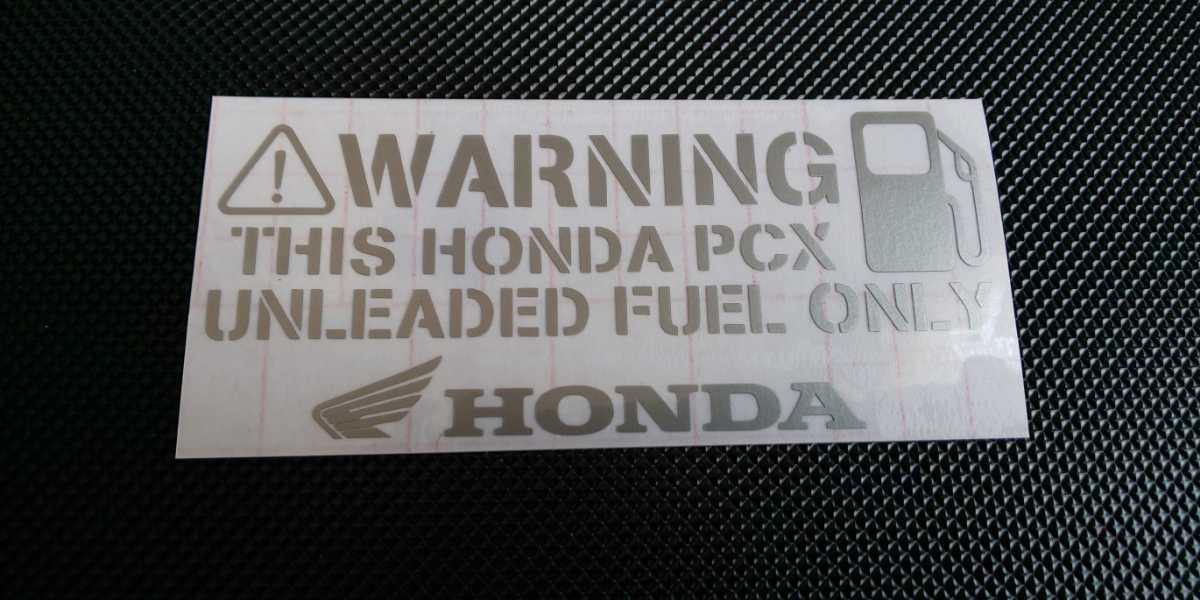 WARNING
THIS HONDA PCX
UNLEADED FUEL ONLY
HONDA